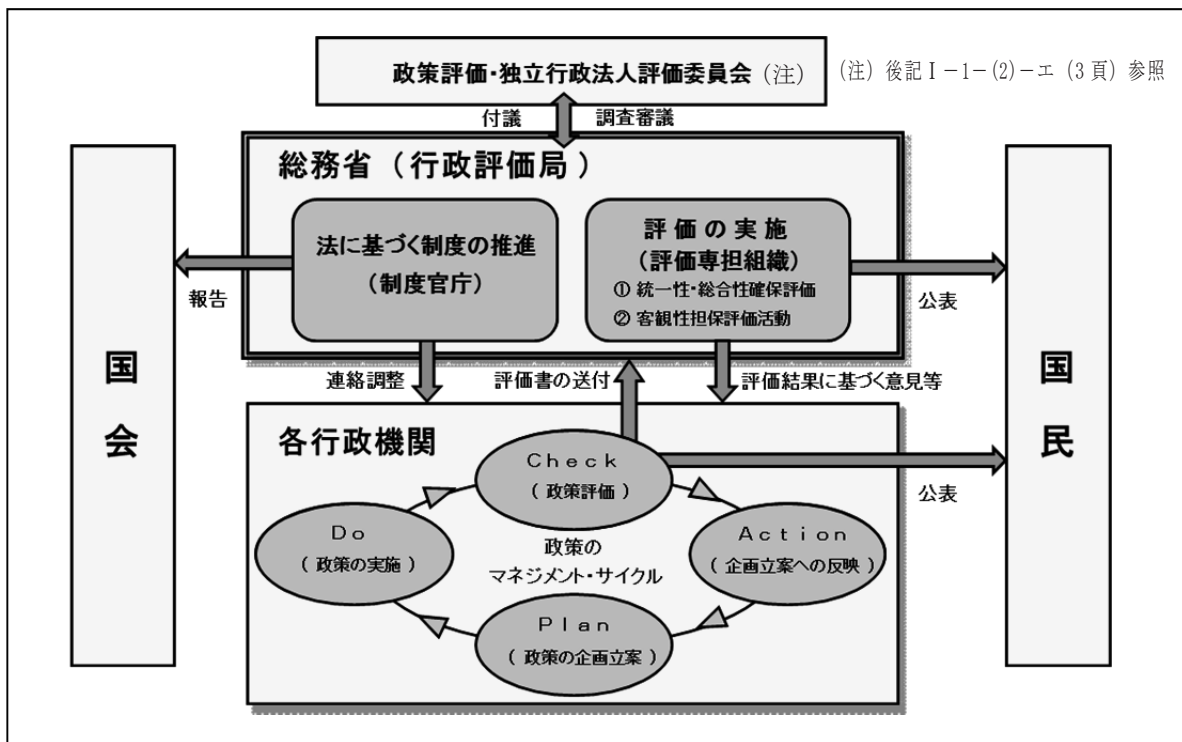 政策評価・独立行政法人評価委員会（注）
（注）後記Ⅰ－1－(2)－エ（3頁）参照
付議
調査審議
総務省（行政評価局）
法に基づく制度の推進
（制度官庁）
評価の実施
（評価専担組織）
① 統一性・総合性確保評価
② 客観性担保評価活動
報告
公表
国会
国民
連絡調整
評価書の送付
評価結果に基づく意見等
各行政機関
Check
（政策評価）
公表
Do
（政策の実施）
政策の
マネジメント・サイクル
Action
（企画立案への反映）
Plan
（政策の企画立案）